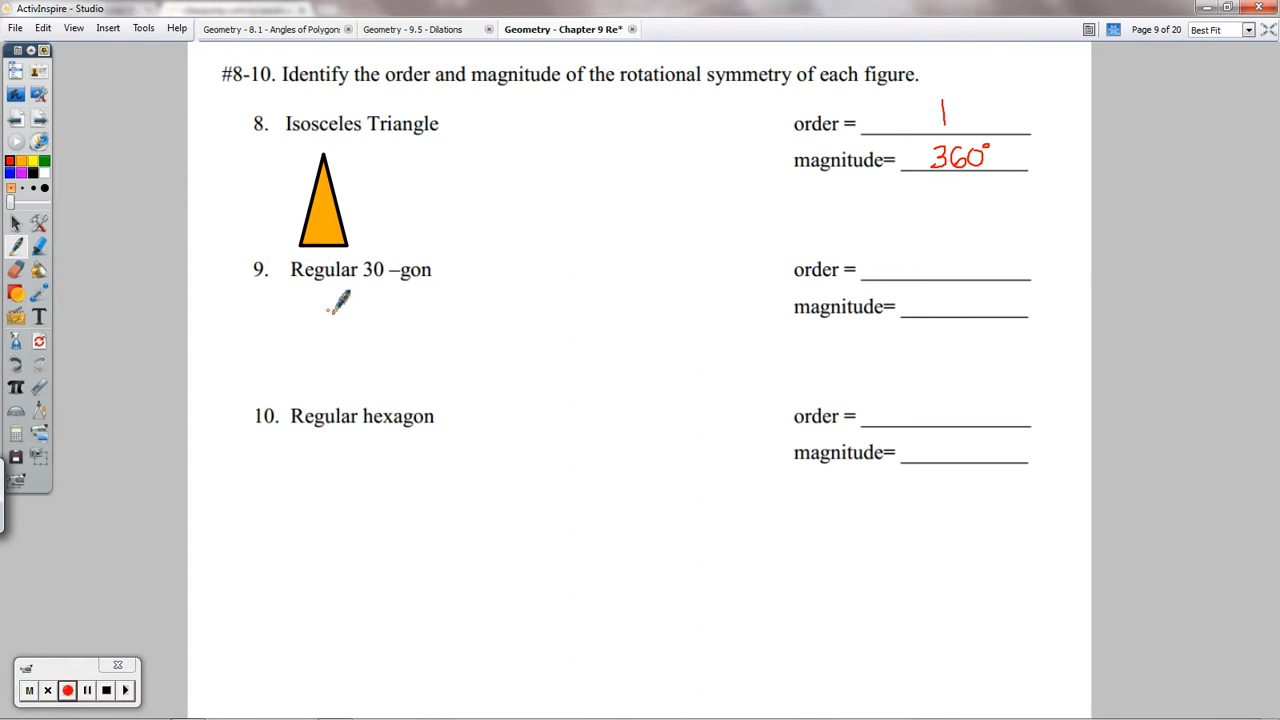 ActivInspire - Studio
File Edit View Insert Tools Help
Geometry - 8.1 - Angles of Polygons
Geometry - 9.5 - Dilations
Geometry - Chapter 9 Re*
Page 9 of 20
Best Fit
#8-10. Identify the order and magnitude of the rotational symmetry of each figure.
8. Isosceles Triangle
order = 1
magnitude= 360°
9. Regular 30 –gon
order =
magnitude=
10. Regular hexagon
order =
magnitude=
M